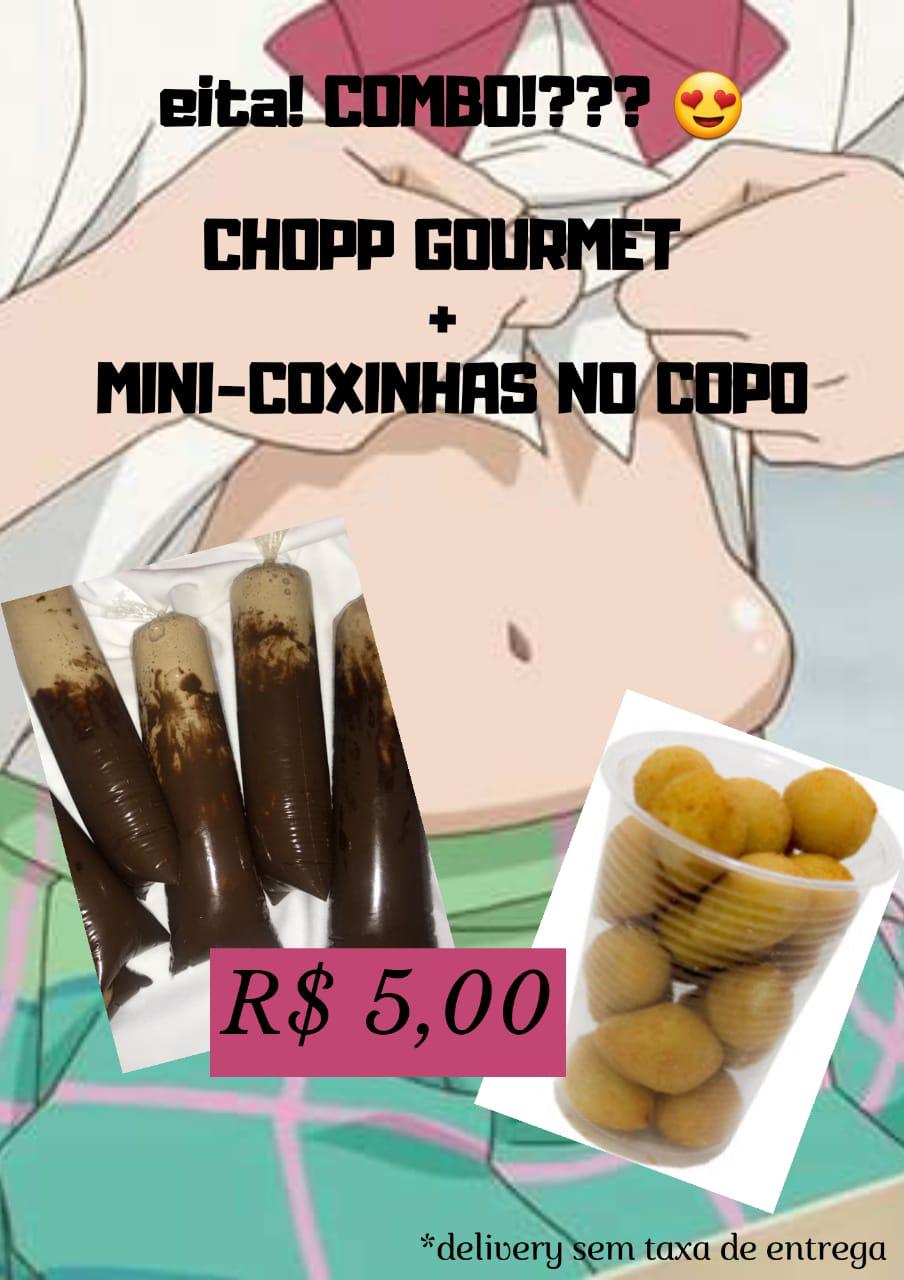 eita! COMBO!??? 😍
CHOPP GOURMET
+
MINI-COXINHAS NO COPO
R$ 5,00
*delivery sem taxa de entrega